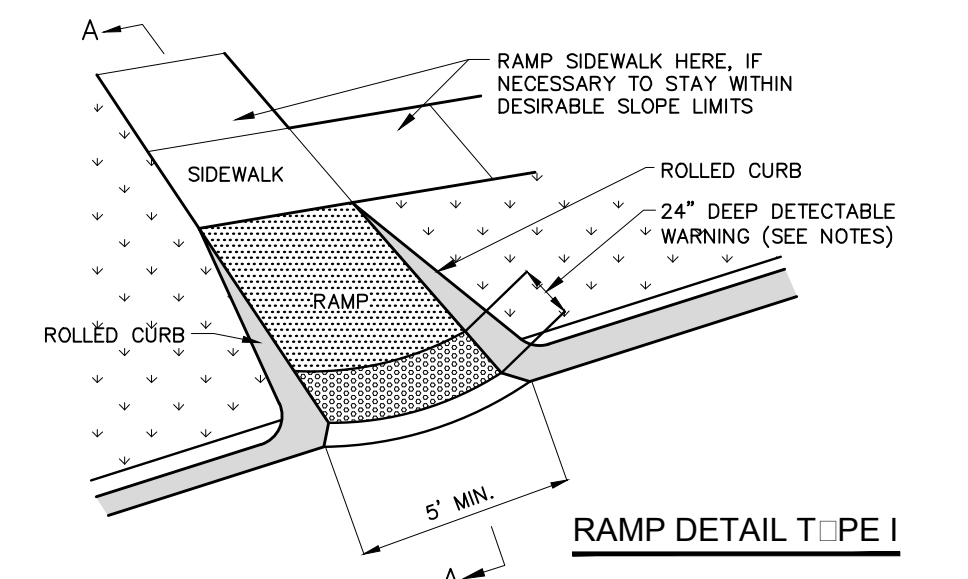 A
RAMP SIDEWALK HERE, IF
NECESSARY TO STAY WITHIN
DESIRABLE SLOPE LIMITS
SIDEWALK
ROLLED CURB
24" DEEP DETECTABLE
WARNING (SEE NOTES)
RAMP
ROLLED CURB
5' MIN.
RAMP DETAIL T□PE I
A